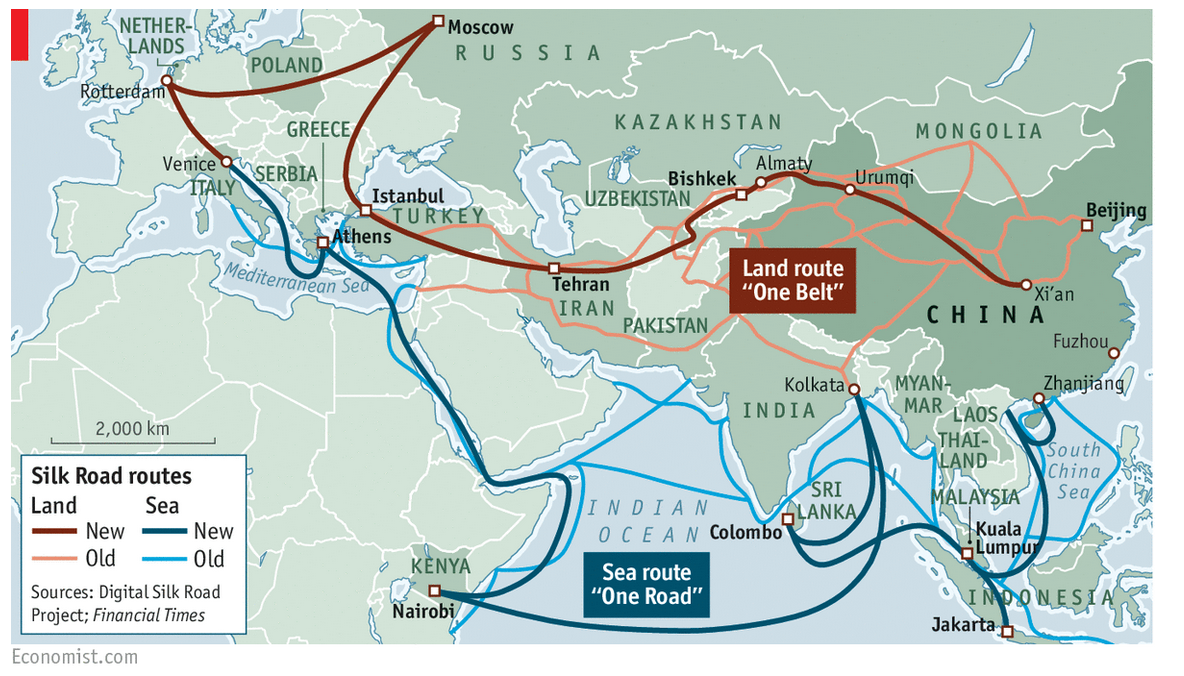 NETHER-
LANDS
Moscow
RUSSIA
POLAND
Rotterdam
KAZAKHSTAN
MONGOLIA
GREECE
Venice
ITALY
SERBIA
Almaty
Bishkek
Urumqi
UZBEKISTAN
Istanbul
TURKEY
Beijing
Athens
Mediterranean Sea
Tehran
IRAN
Land route
“One Belt”
Xi’an
CHINA
PAKISTAN
Fuzhou
Kolkata
MYAN-
MAR
Zhanjiang
INDIA
LAOS
THAI-
LAND
South
China
Sea
2,000 km
Silk Road routes
Land
Sea
New
New
Old
Old
Sources: Digital Silk Road
Project; Financial Times
INDIAN
OCEAN
SRI
LANKA
Colombo
MALAYSIA
Kuala
Lumpur
KENYA
Nairobi
Sea route
“One Road”
INDONESIA
Jakarta
Economist.com